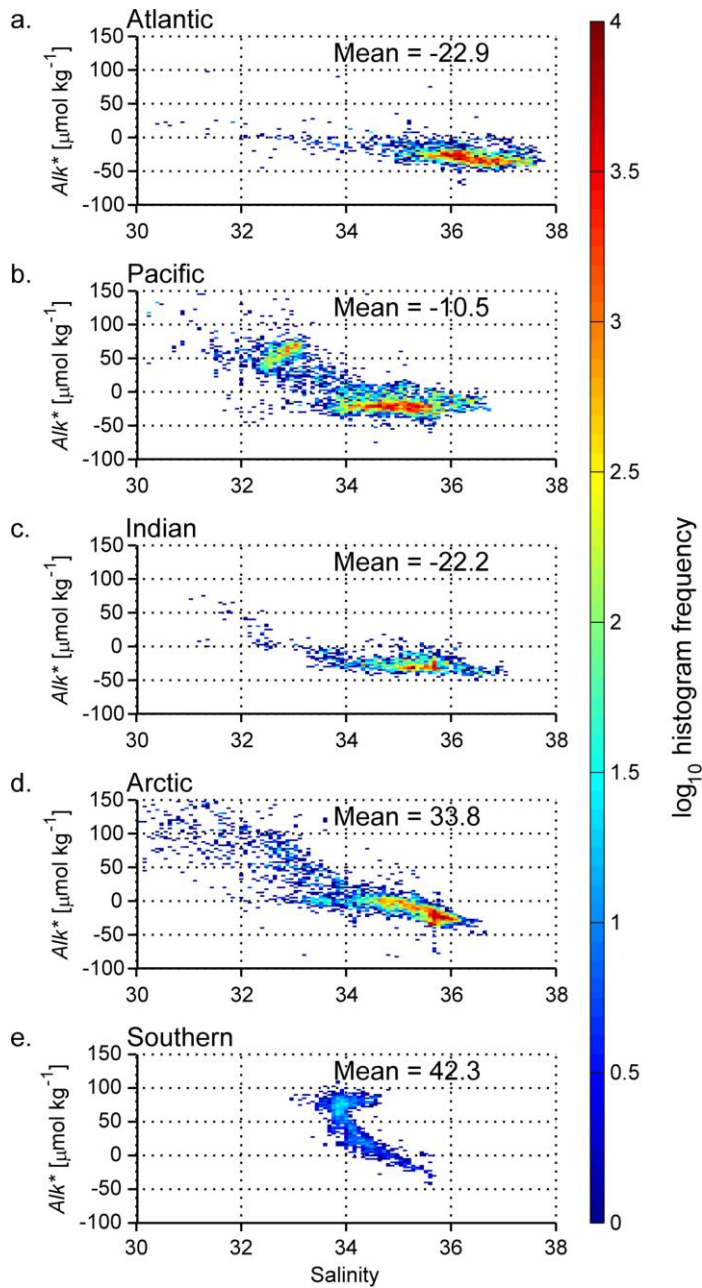 a. Atlantic
Mean = -22.9
150
100
50
0
-50
-100
Alk* [μmol kg⁻¹]
30 32 34 36 38
b. Pacific
Mean = -10.5
150
100
50
0
-50
-100
Alk* [μmol kg⁻¹]
30 32 34 36 38
c. Indian
Mean = -22.2
150
100
50
0
-50
-100
Alk* [μmol kg⁻¹]
30 32 34 36 38
d. Arctic
Mean = 33.8
150
100
50
0
-50
-100
Alk* [μmol kg⁻¹]
30 32 34 36 38
e. Southern
Mean = 42.3
150
100
50
0
-50
-100
Alk* [μmol kg⁻¹]
30 32 34 36 38
Salinity
4
3.5
3
2.5
2
1.5
1
0.5
0
log₁₀ histogram frequency